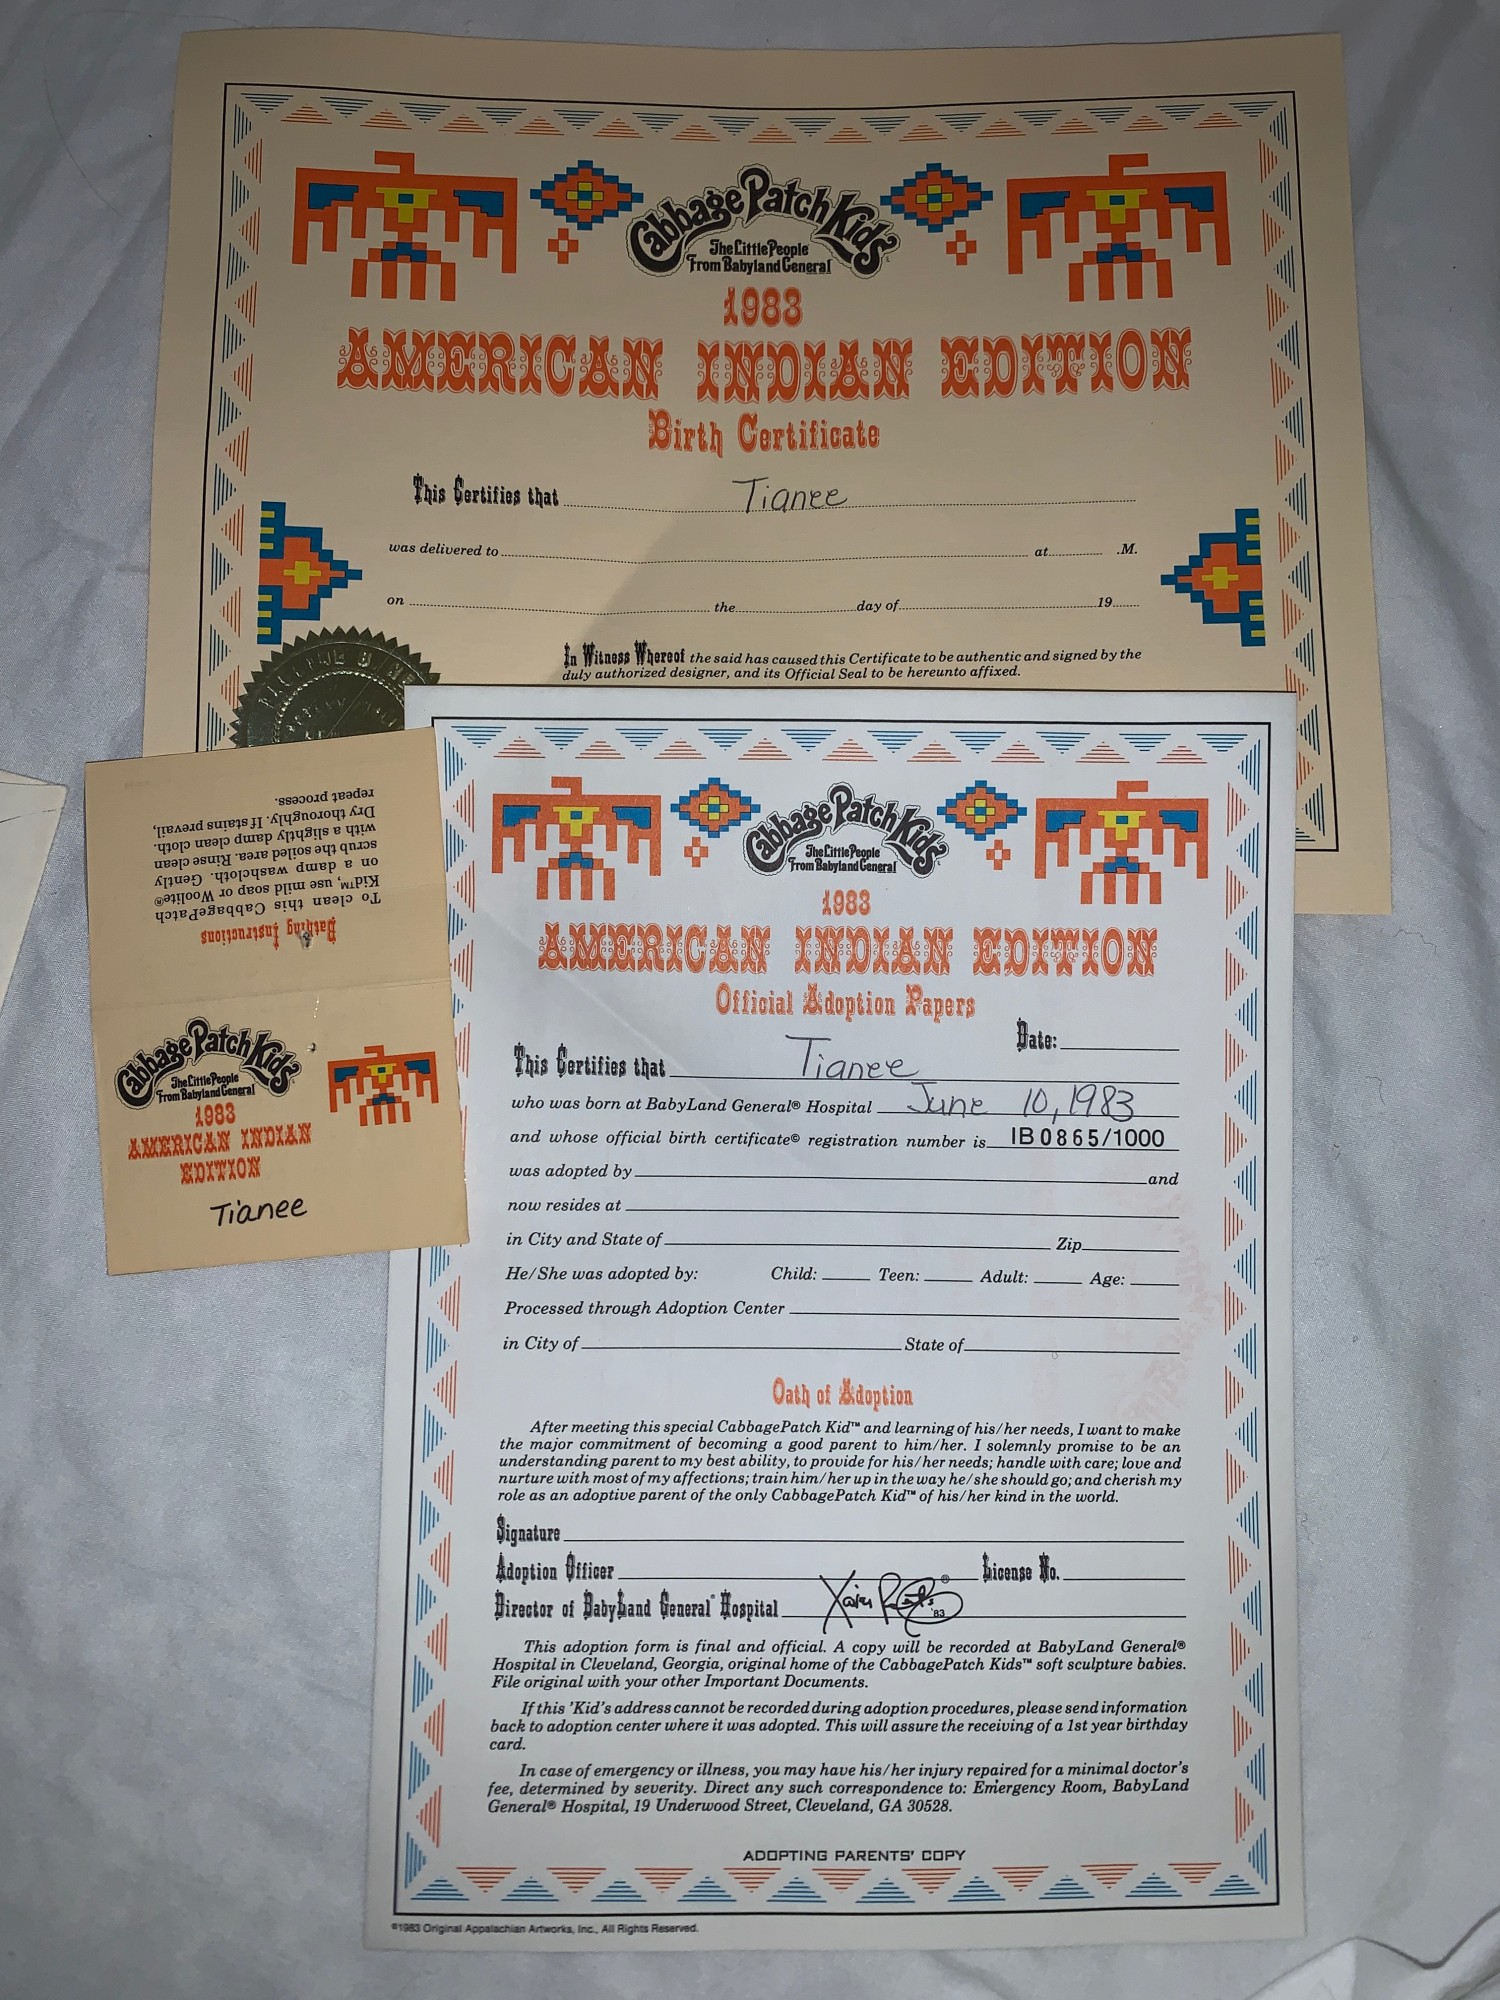 Cabbage Patch Kids™
The Little People
From Babyland General
1983
AMERICAN INDIAN EDITION
Birth Certificate
This Certifies that Tianee
was delivered to at .M.
on the day of 19
In Witness Whereof the said has caused this Certificate to be authentic and signed by the
duly authorized designer, and its Official Seal to be hereunto affixed.
Bathing Instructions
To clean this CabbagePatch
Kid™, use mild soap or Woolite®
on a damp washcloth. Gently
scrub the soiled area. Rinse clean
with a slightly damp clean cloth.
Dry thoroughly. If stains prevail,
repeat process.
Cabbage Patch Kids™
The Little People
From Babyland General
1983
AMERICAN INDIAN
EDITION
Tianee
Cabbage Patch Kids™
The Little People
From Babyland General
1983
AMERICAN INDIAN EDITION
Official Adoption Papers
Date:
This Certifies that Tianee
who was born at BabyLand General® Hospital June 10, 1983
and whose official birth certificate© registration number is IB0865/1000
was adopted by and
now resides at
in City and State of Zip
He/She was adopted by: Child: Teen: Adult: Age:
Processed through Adoption Center
in City of State of
Oath of Adoption
After meeting this special CabbagePatch Kid™ and learning of his/her needs, I want to make
the major commitment of becoming a good parent to him/her. I solemnly promise to be an
understanding parent to my best ability, to provide for his/her needs; handle with care; love and
nurture with most of my affections; train him/her up in the way he/she should go; and cherish my
role as an adoptive parent of the only CabbagePatch Kid™ of his/her kind in the world.
Signature
Adoption Officer License No.
Director of BabyLand General® Hospital Xavier Roberts ® '83
This adoption form is final and official. A copy will be recorded at BabyLand General®
Hospital in Cleveland, Georgia, original home of the CabbagePatch Kids™ soft sculpture babies.
File original with your other Important Documents.
If this 'Kid's address cannot be recorded during adoption procedures, please send information
back to adoption center where it was adopted. This will assure the receiving of a 1st year birthday
card.
In case of emergency or illness, you may have his/her injury repaired for a minimal doctor's
fee, determined by severity. Direct any such correspondence to: Emergency Room, BabyLand
General® Hospital, 19 Underwood Street, Cleveland, GA 30528.
ADOPTING PARENTS' COPY
©1983 Original Appalachian Artworks, Inc., All Rights Reserved.